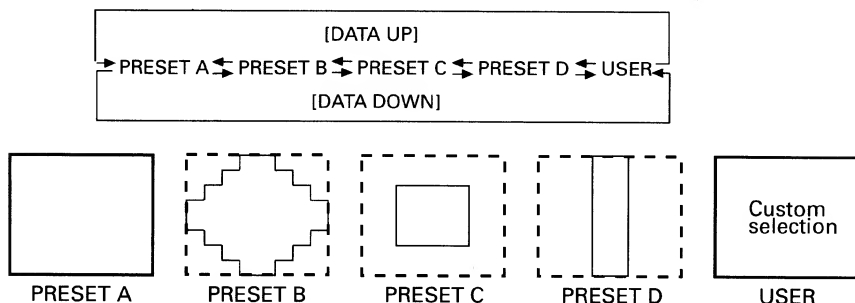 [DATA UP]
PRESET A PRESET B PRESET C PRESET D USER
[DATA DOWN]
Custom
selection
PRESET A PRESET B PRESET C PRESET D USER